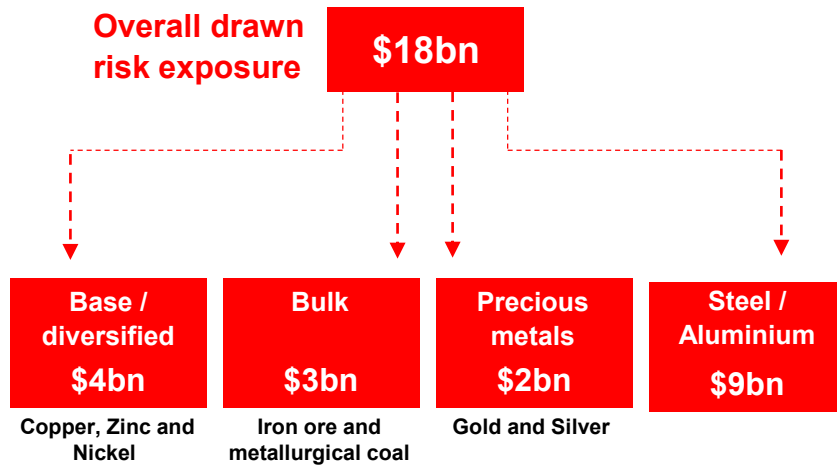 Overall drawn
risk exposure
$18bn
Base /
diversified
$4bn
Copper, Zinc and
Nickel
Bulk
$3bn
Iron ore and
metallurgical coal
Precious
metals
$2bn
Gold and Silver
Steel /
Aluminium
$9bn